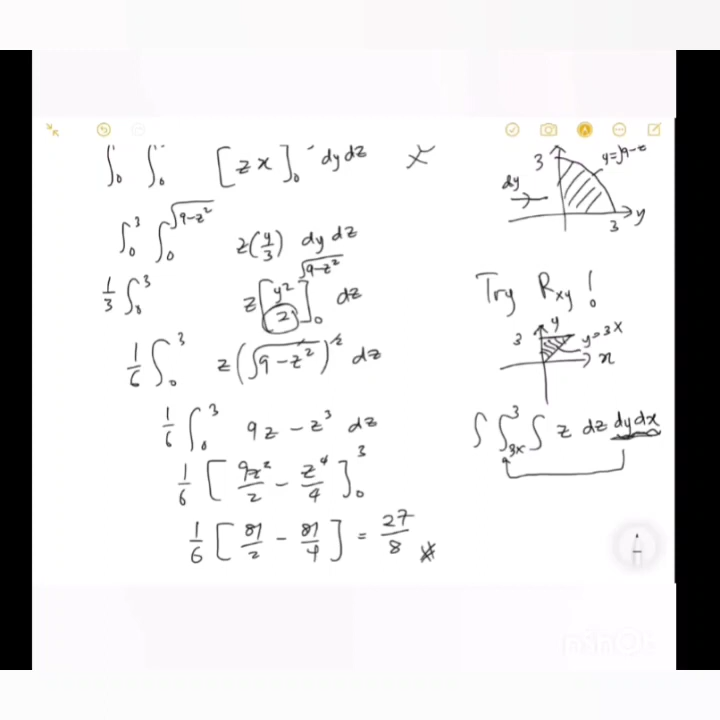 ∫₀ ∫₀ [zx]₀ dy dz
∫₀³ ∫₀^√(9-z²) z(y/3) dy dz
1/3 ∫₀³ z[y²/2]₀^√(9-z²) dz
1/6 ∫₀³ z(√(9-z²))² dz
1/6 ∫₀³ 9z - z³ dz
1/6 [9z²/2 - z⁴/4]₀³
1/6 [81/2 - 81/4] = 27/8
3
y=√9-z
dy
y
3
Try Rxy!
y
3
y=3x
x
∫ ∫_3x^3 ∫ z dz dy dx